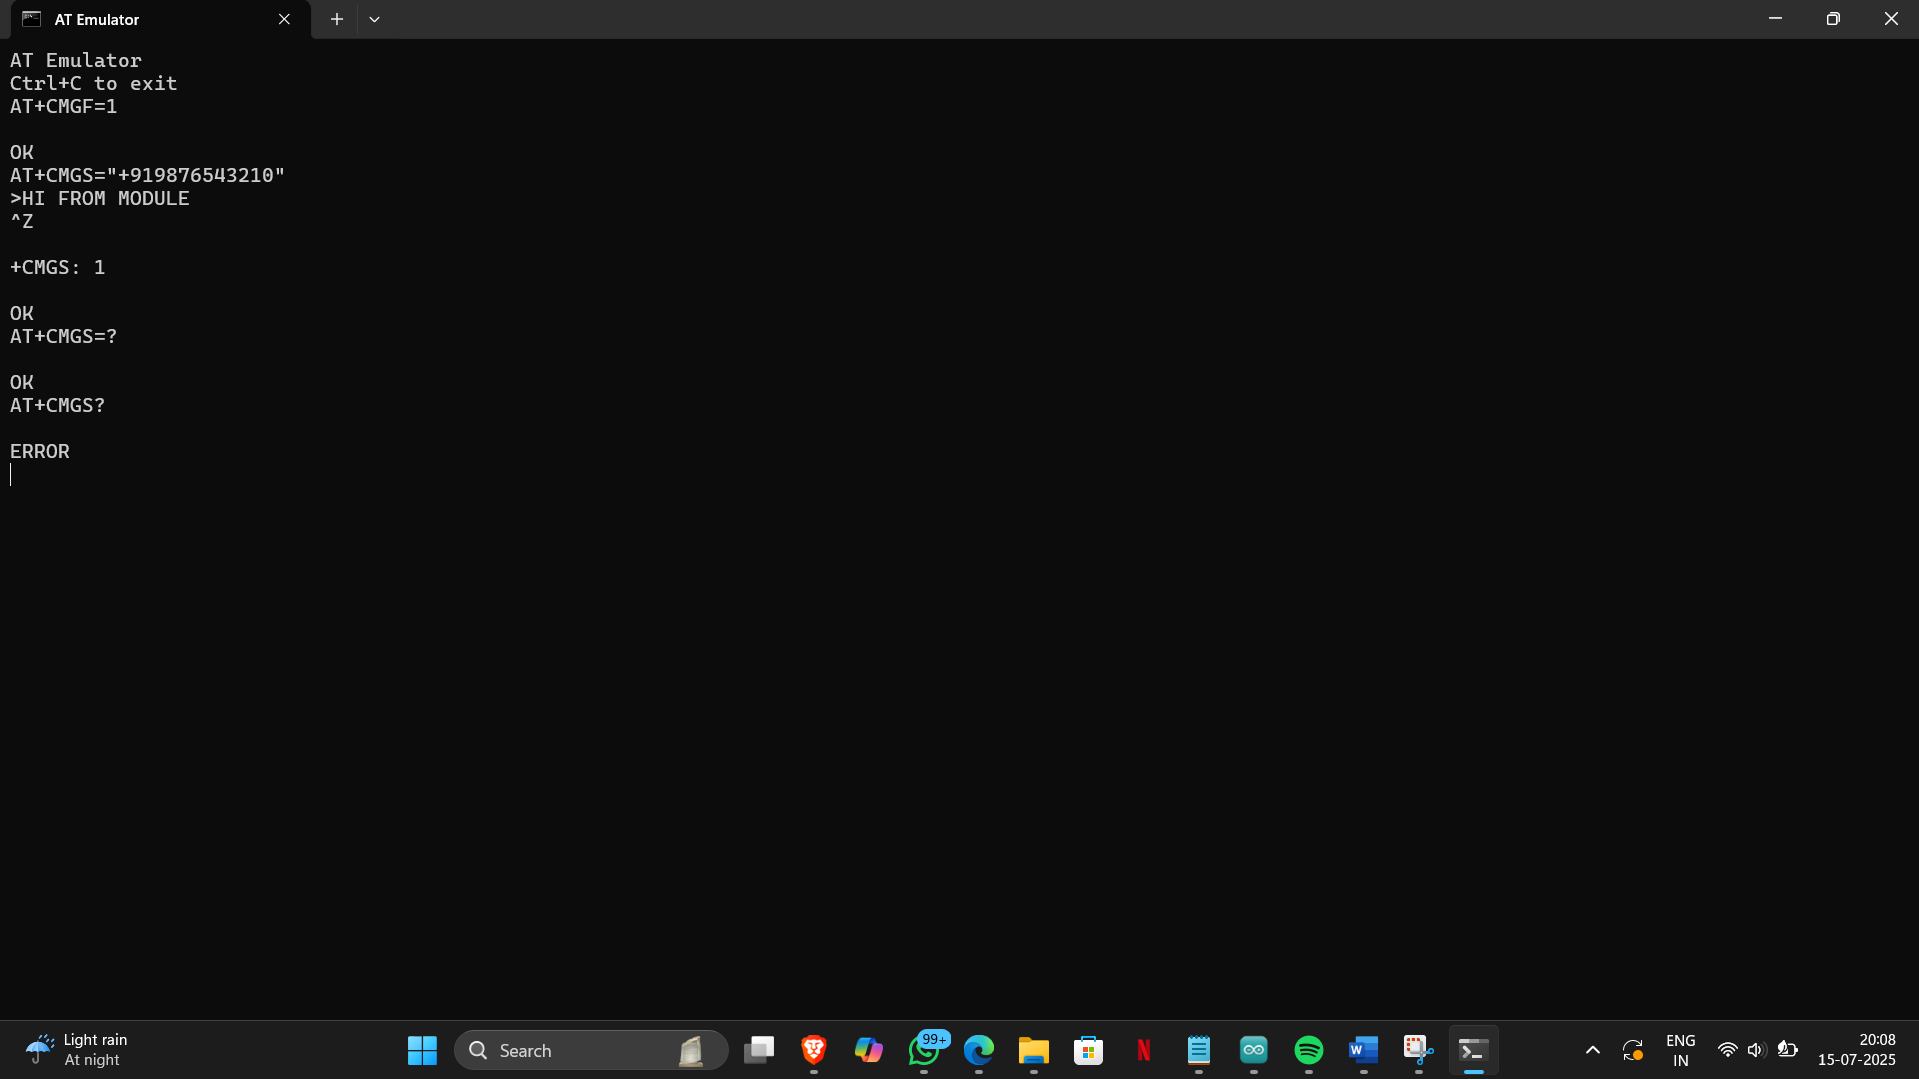 AT Emulator
AT Emulator
Ctrl+C to exit
AT+CMGF=1
OK
AT+CMGS="+919876543210"
>HI FROM MODULE
^Z
+CMGS: 1
OK
AT+CMGS=?
OK
AT+CMGS?
ERROR
Light rain
At night
Search
99+
ENG
IN
20:08
15-07-2025